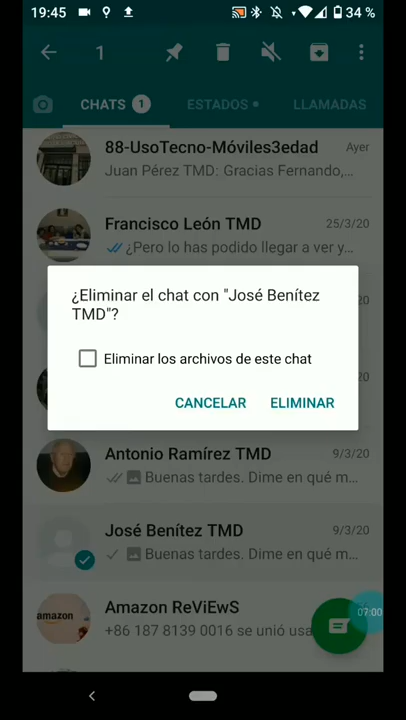 19:45
34 %
1
CHATS 1
ESTADOS
LLAMADAS
88-UsoTecno-Móviles3edad
Ayer
Juan Pérez TMD: Gracias Fernando,...
Francisco León TMD
25/3/20
¿Pero lo has podido llegar a ver y...
¿Eliminar el chat con "José Benítez
TMD"?
Eliminar los archivos de este chat
CANCELAR
ELIMINAR
Antonio Ramírez TMD
9/3/20
Buenas tardes. Dime en qué m...
José Benítez TMD
9/3/20
Buenas tardes. Dime en qué m...
amazon
Amazon ReViEwS
+86 187 8139 0016 se unió usa
07:00